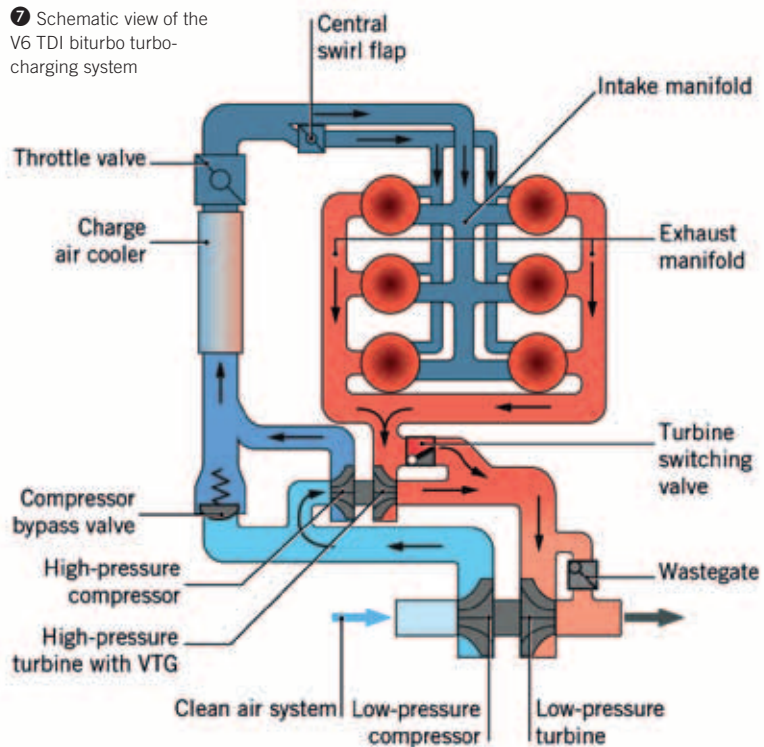 ❼ Schematic view of the
V6 TDI biturbo turbo-
charging system
Central
swirl flap
Intake manifold
Throttle valve
Charge
air cooler
Exhaust
manifold
Turbine
switching
valve
Compressor
bypass valve
High-pressure
compressor
Wastegate
High-pressure
turbine with VTG
Clean air system
Low-pressure
compressor
Low-pressure
turbine